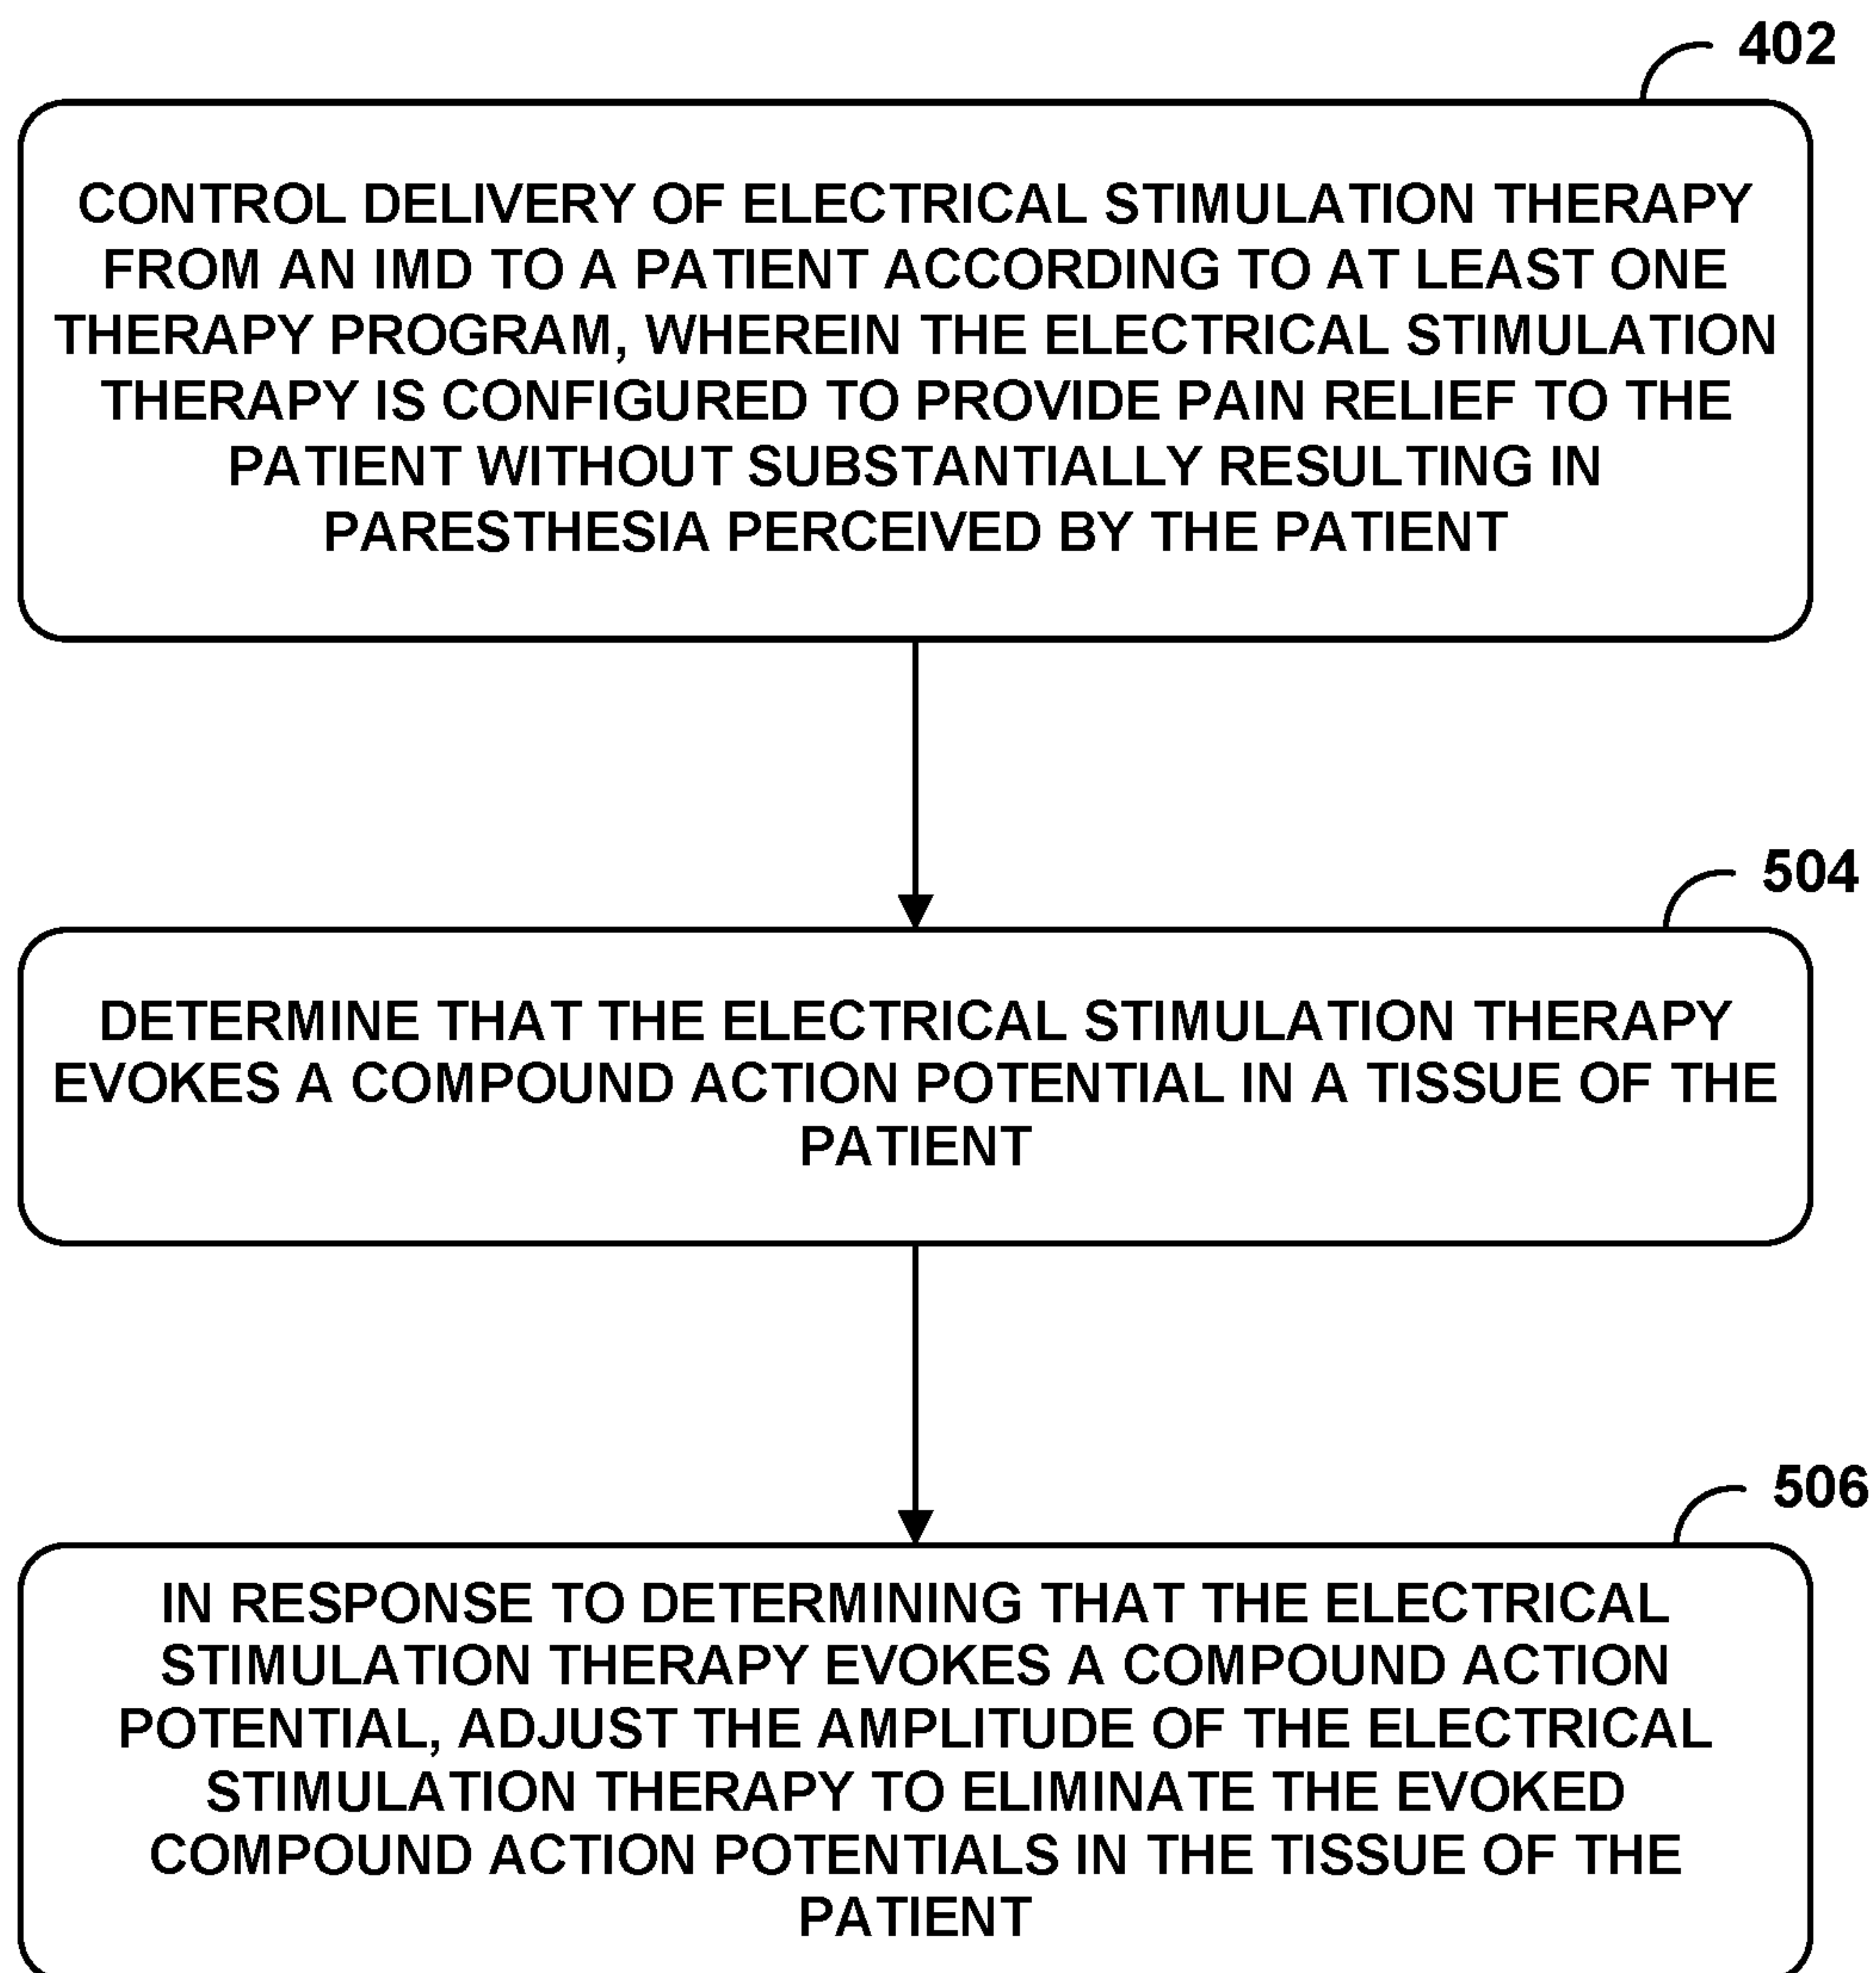 402
CONTROL DELIVERY OF ELECTRICAL STIMULATION THERAPY
FROM AN IMD TO A PATIENT ACCORDING TO AT LEAST ONE
THERAPY PROGRAM, WHEREIN THE ELECTRICAL STIMULATION
THERAPY IS CONFIGURED TO PROVIDE PAIN RELIEF TO THE
PATIENT WITHOUT SUBSTANTIALLY RESULTING IN
PARESTHESIA PERCEIVED BY THE PATIENT
504
DETERMINE THAT THE ELECTRICAL STIMULATION THERAPY
EVOKES A COMPOUND ACTION POTENTIAL IN A TISSUE OF THE
PATIENT
506
IN RESPONSE TO DETERMINING THAT THE ELECTRICAL
STIMULATION THERAPY EVOKES A COMPOUND ACTION
POTENTIAL, ADJUST THE AMPLITUDE OF THE ELECTRICAL
STIMULATION THERAPY TO ELIMINATE THE EVOKED
COMPOUND ACTION POTENTIALS IN THE TISSUE OF THE
PATIENT